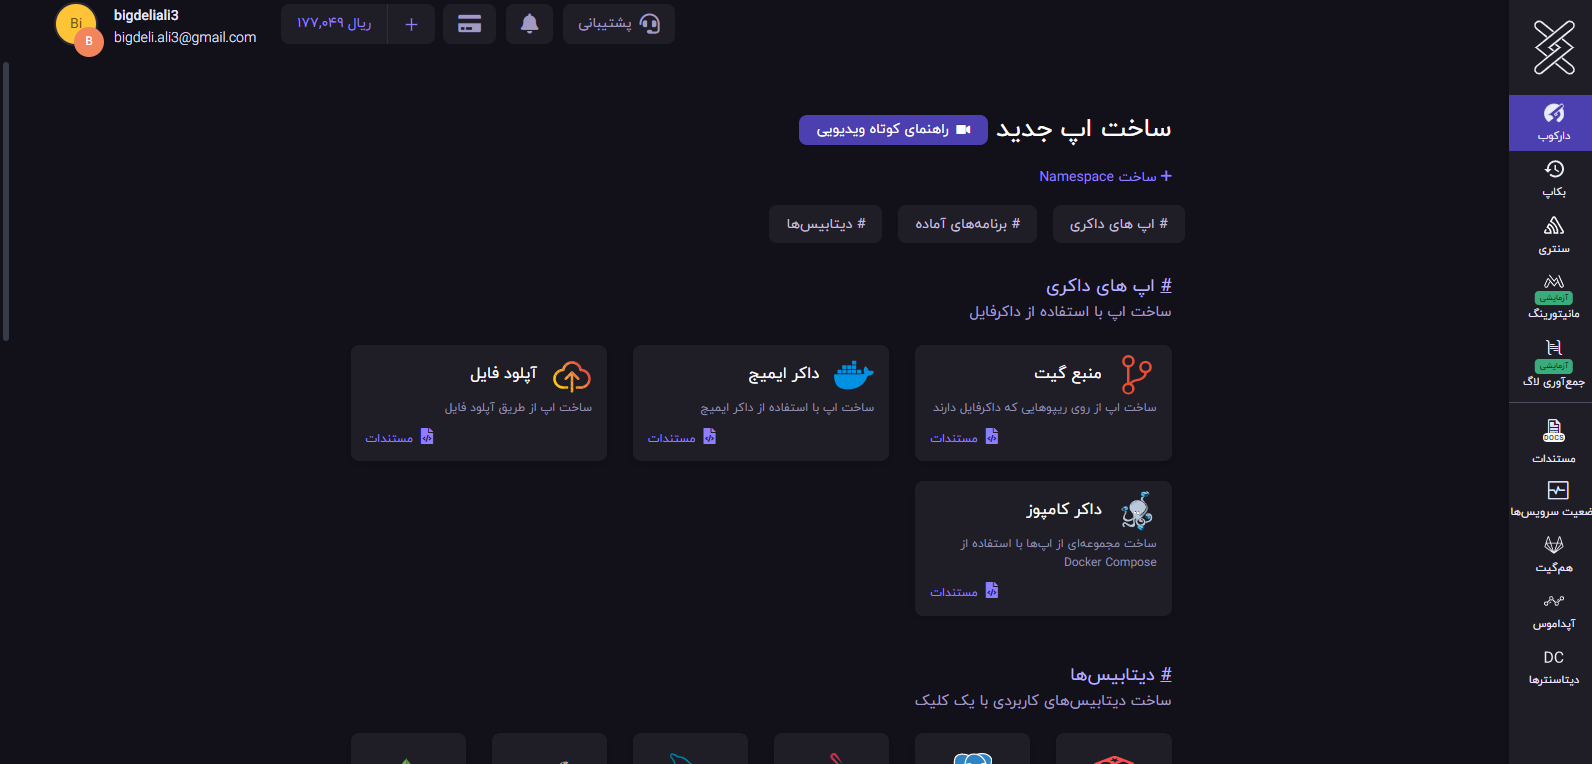 Bi
B
bigdeliali3
bigdeli.ali3@gmail.com
۱۷۷,۰۴۹ ریال
+
پشتیبانی
ساخت اپ جدید
راهنمای کوتاه ویدیویی
+ ساخت Namespace
# اپ های داکری
# برنامه‌های آماده
# دیتابیس‌ها
# اپ های داکری
ساخت اپ با استفاده از داکرفایل
منبع گیت
ساخت اپ از روی ریپوهایی که داکرفایل دارند
مستندات
داکر ایمیج
ساخت اپ با استفاده از داکر ایمیج
مستندات
آپلود فایل
ساخت اپ از طریق آپلود فایل
مستندات
داکر کامپوز
ساخت مجموعه‌ای از اپ‌ها با استفاده از
Docker Compose
مستندات
# دیتابیس‌ها
ساخت دیتابیس‌های کاربردی با یک کلیک
دارکوب
بکاپ
سنتری
آزمایشی
مانیتورینگ
آزمایشی
جمع‌آوری لاگ
DOCS
مستندات
ضعیت سرویس‌ها
هم‌گیت
آپداموس
DC
دیتاسنترها